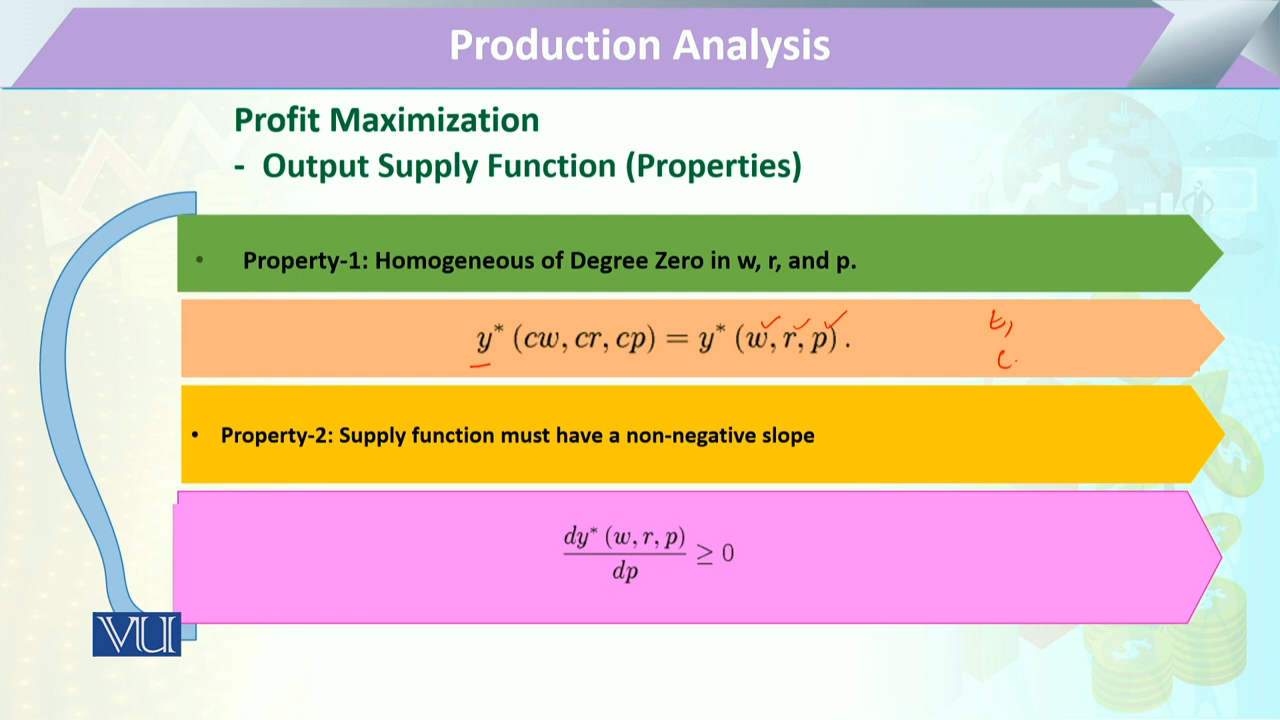 Production Analysis
Profit Maximization
- Output Supply Function (Properties)
• Property-1: Homogeneous of Degree Zero in w, r, and p.
y* (cw, cr, cp) = y* (w, r, p).
t,
c.
• Property-2: Supply function must have a non-negative slope
dy* (w, r, p)
dp
≥ 0
VU